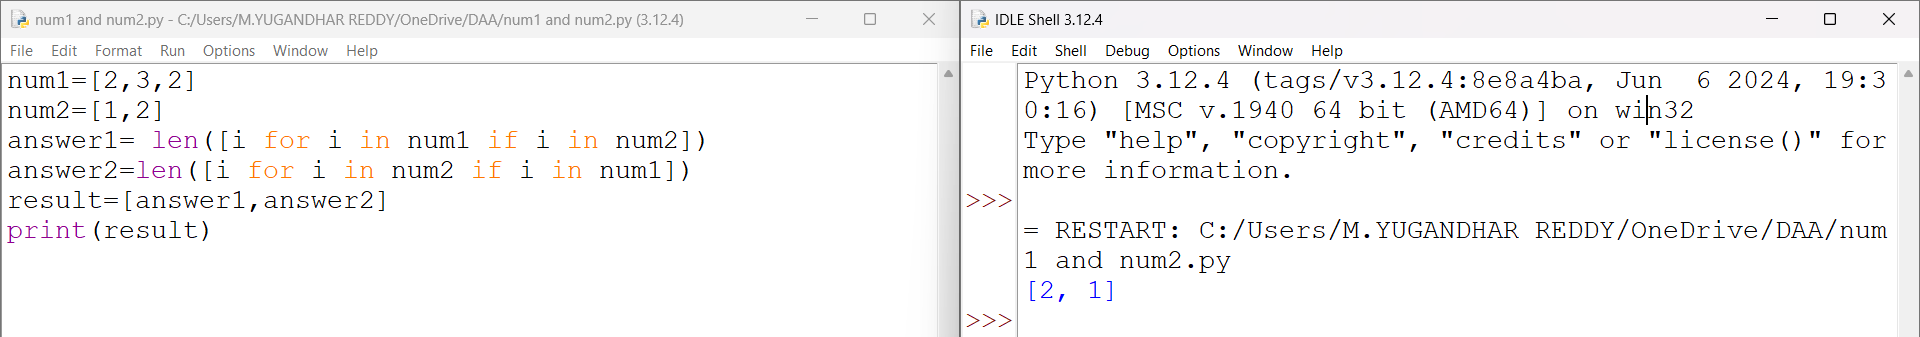 num1 and num2.py - C:/Users/M.YUGANDHAR REDDY/OneDrive/DAA/num1 and num2.py (3.12.4)
File Edit Format Run Options Window Help
num1=[2,3,2]
num2=[1,2]
answer1= len([i for i in num1 if i in num2])
answer2=len([i for i in num2 if i in num1])
result=[answer1,answer2]
print(result)
IDLE Shell 3.12.4
File Edit Shell Debug Options Window Help
Python 3.12.4 (tags/v3.12.4:8e8a4ba, Jun  6 2024, 19:3
0:16) [MSC v.1940 64 bit (AMD64)] on win32
Type "help", "copyright", "credits" or "license()" for
more information.
>>>
= RESTART: C:/Users/M.YUGANDHAR REDDY/OneDrive/DAA/num
1 and num2.py
[2, 1]
>>>